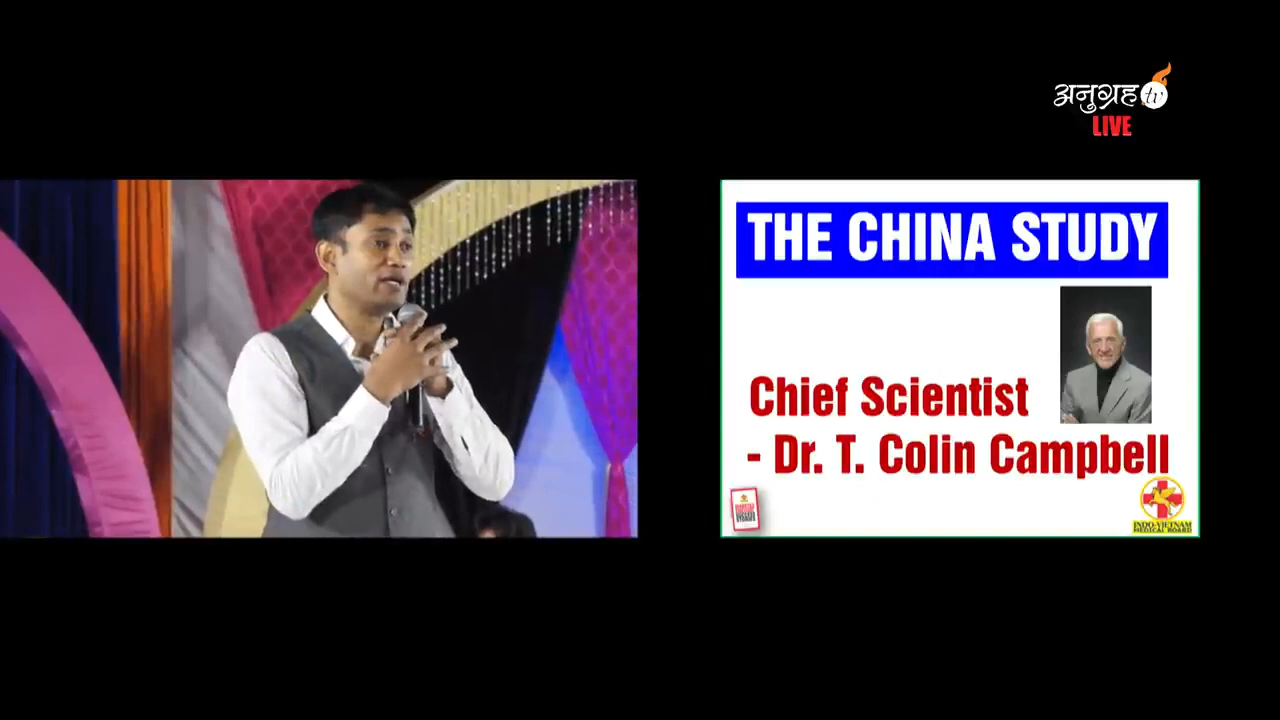 अनुग्रह tv
LIVE
THE CHINA STUDY
Chief Scientist
- Dr. T. Colin Campbell
INDO-VIETNAM
MEDICAL BOARD